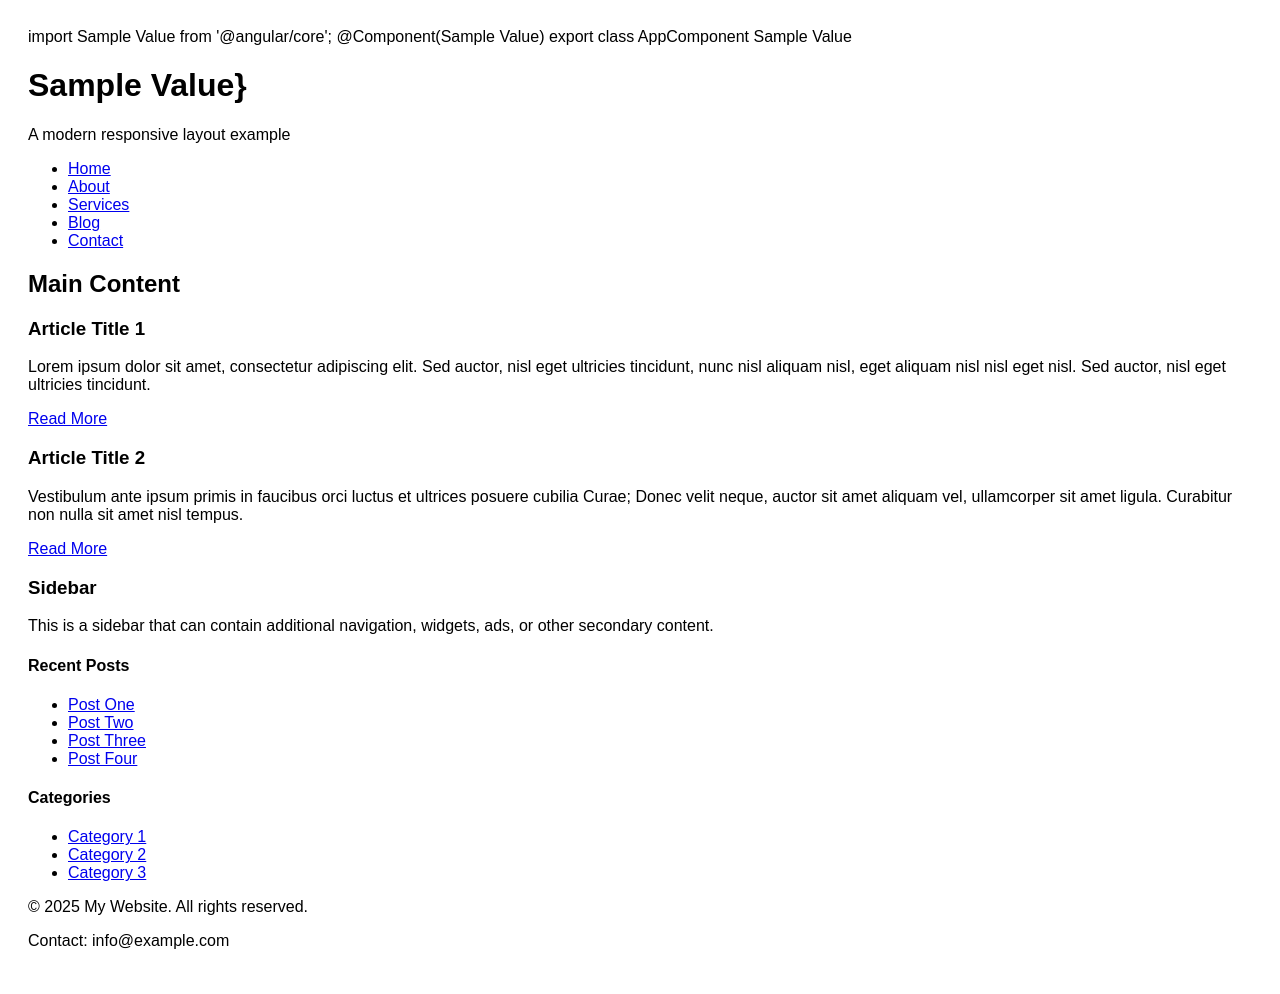 import Sample Value from '@angular/core'; @Component(Sample Value) export class AppComponent Sample Value
Sample Value}
A modern responsive layout example
Home
About
Services
Blog
Contact
Main Content
Article Title 1
Lorem ipsum dolor sit amet, consectetur adipiscing elit. Sed auctor, nisl eget ultricies tincidunt, nunc nisl aliquam nisl, eget aliquam nisl nisl eget nisl. Sed auctor, nisl eget
ultricies tincidunt.
Read More
Article Title 2
Vestibulum ante ipsum primis in faucibus orci luctus et ultrices posuere cubilia Curae; Donec velit neque, auctor sit amet aliquam vel, ullamcorper sit amet ligula. Curabitur
non nulla sit amet nisl tempus.
Read More
Sidebar
This is a sidebar that can contain additional navigation, widgets, ads, or other secondary content.
Recent Posts
Post One
Post Two
Post Three
Post Four
Categories
Category 1
Category 2
Category 3
© 2025 My Website. All rights reserved.
Contact: info@example.com